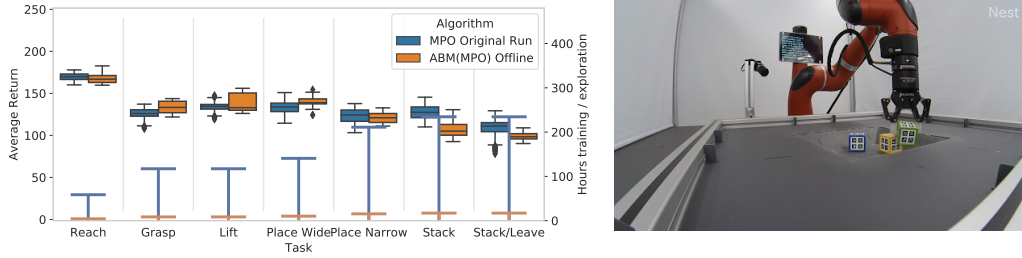 250
200
150
100
50
0
Average Return
Algorithm
MPO Original Run
ABM(MPO) Offline
400
300
200
100
0
Hours training / exploration
Reach
Grasp
Lift
Place Wide
Place Narrow
Stack
Stack/Leave
Task
Nest